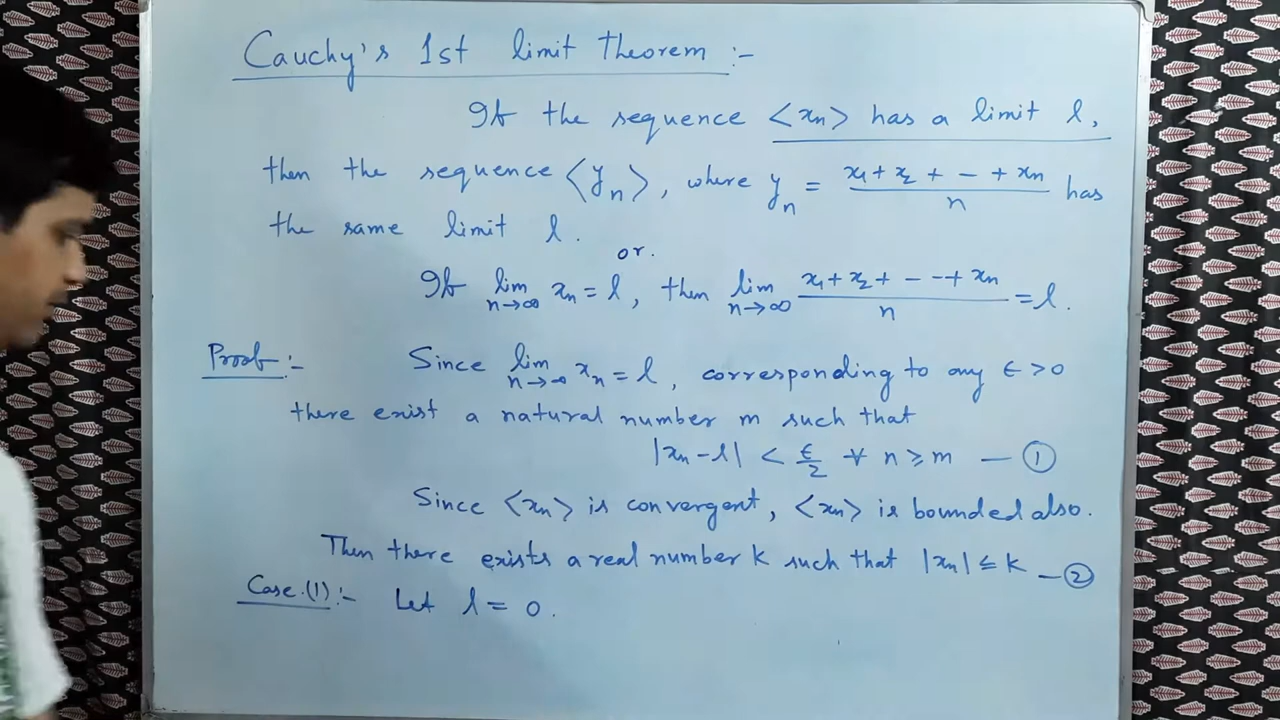 Cauchy's 1st limit theorem :-
If the sequence <xn> has a limit l,
then the sequence <yn>, where yn = (x1 + x2 + - + xn)/n has
the same limit l.
or.
If lim n→∞ xn = l, then lim n→∞ (x1 + x2 + - - + xn)/n = l.
Proof :- Since lim n→∞ xn = l, corresponding to any ε > 0
there exist a natural number m such that
|xn - l| < ε/2 ∀ n ≥ m — ①
Since <xn> is convergent, <xn> is bounded also.
Then there exists a real number k such that |xn| ≤ k — ②
Case.(1) :- Let l = 0.